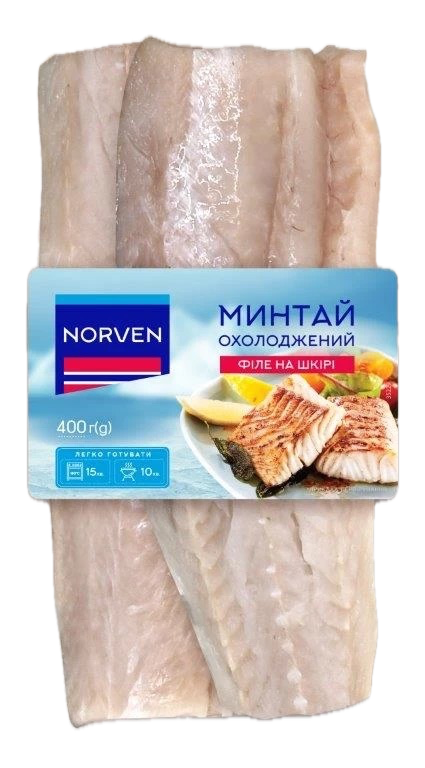 NORVEN
МИНТАЙ
ОХОЛОДЖЕНИЙ
ФІЛЕ НА ШКІРІ
400 г(g)
ЛЕГКО ГОТУВАТИ
15хв. 10хв.